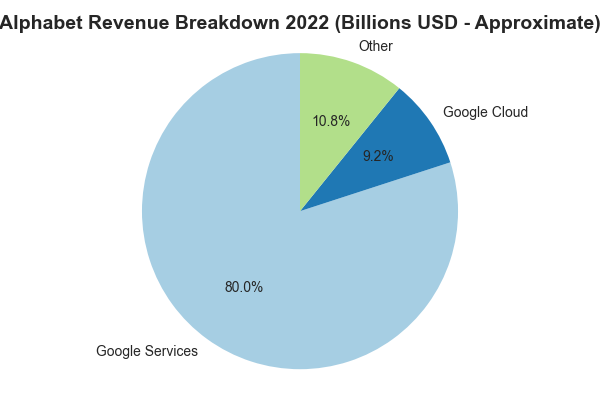 Alphabet Revenue Breakdown 2022 (Billions USD - Approximate)
Other
Google Cloud
10.8%
9.2%
80.0%
Google Services